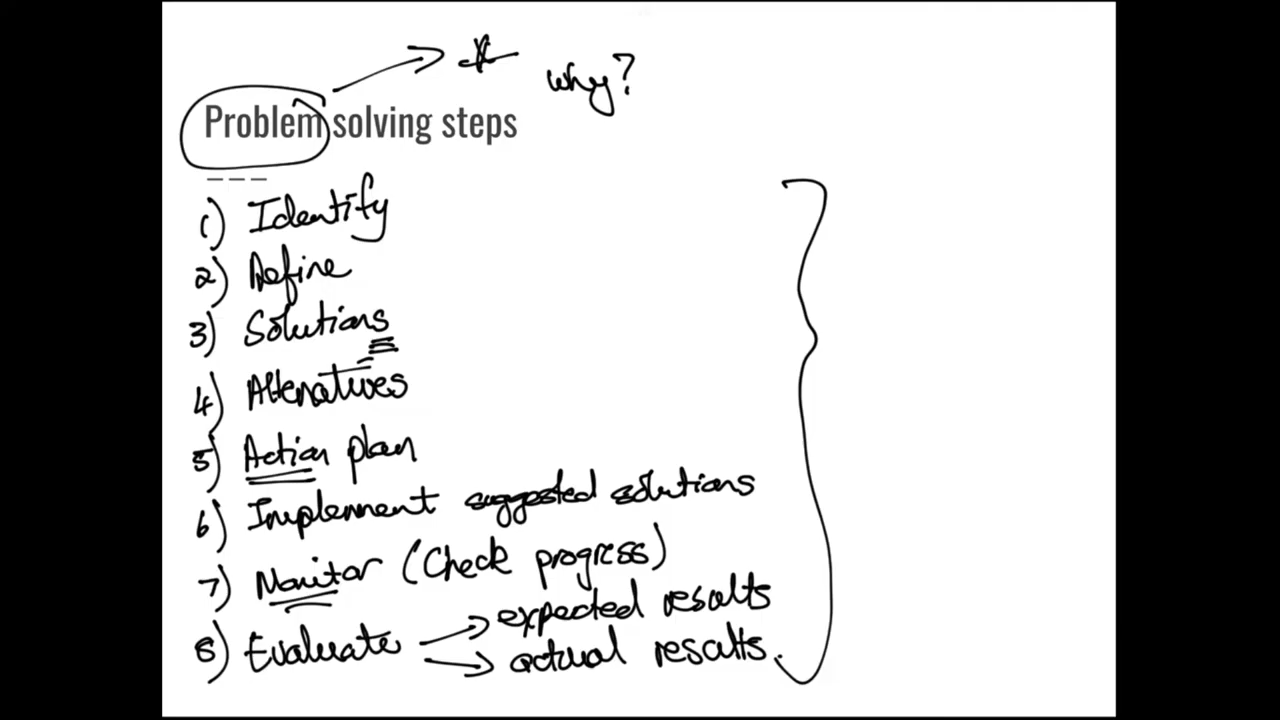 why?
Problem solving steps
1) Identify
2) Define
3) Solutions
4) Alternatives
5) Action plan
6) Implement suggested solutions
7) Monitor (Check progress)
8) Evaluate → expected results
→ actual results.